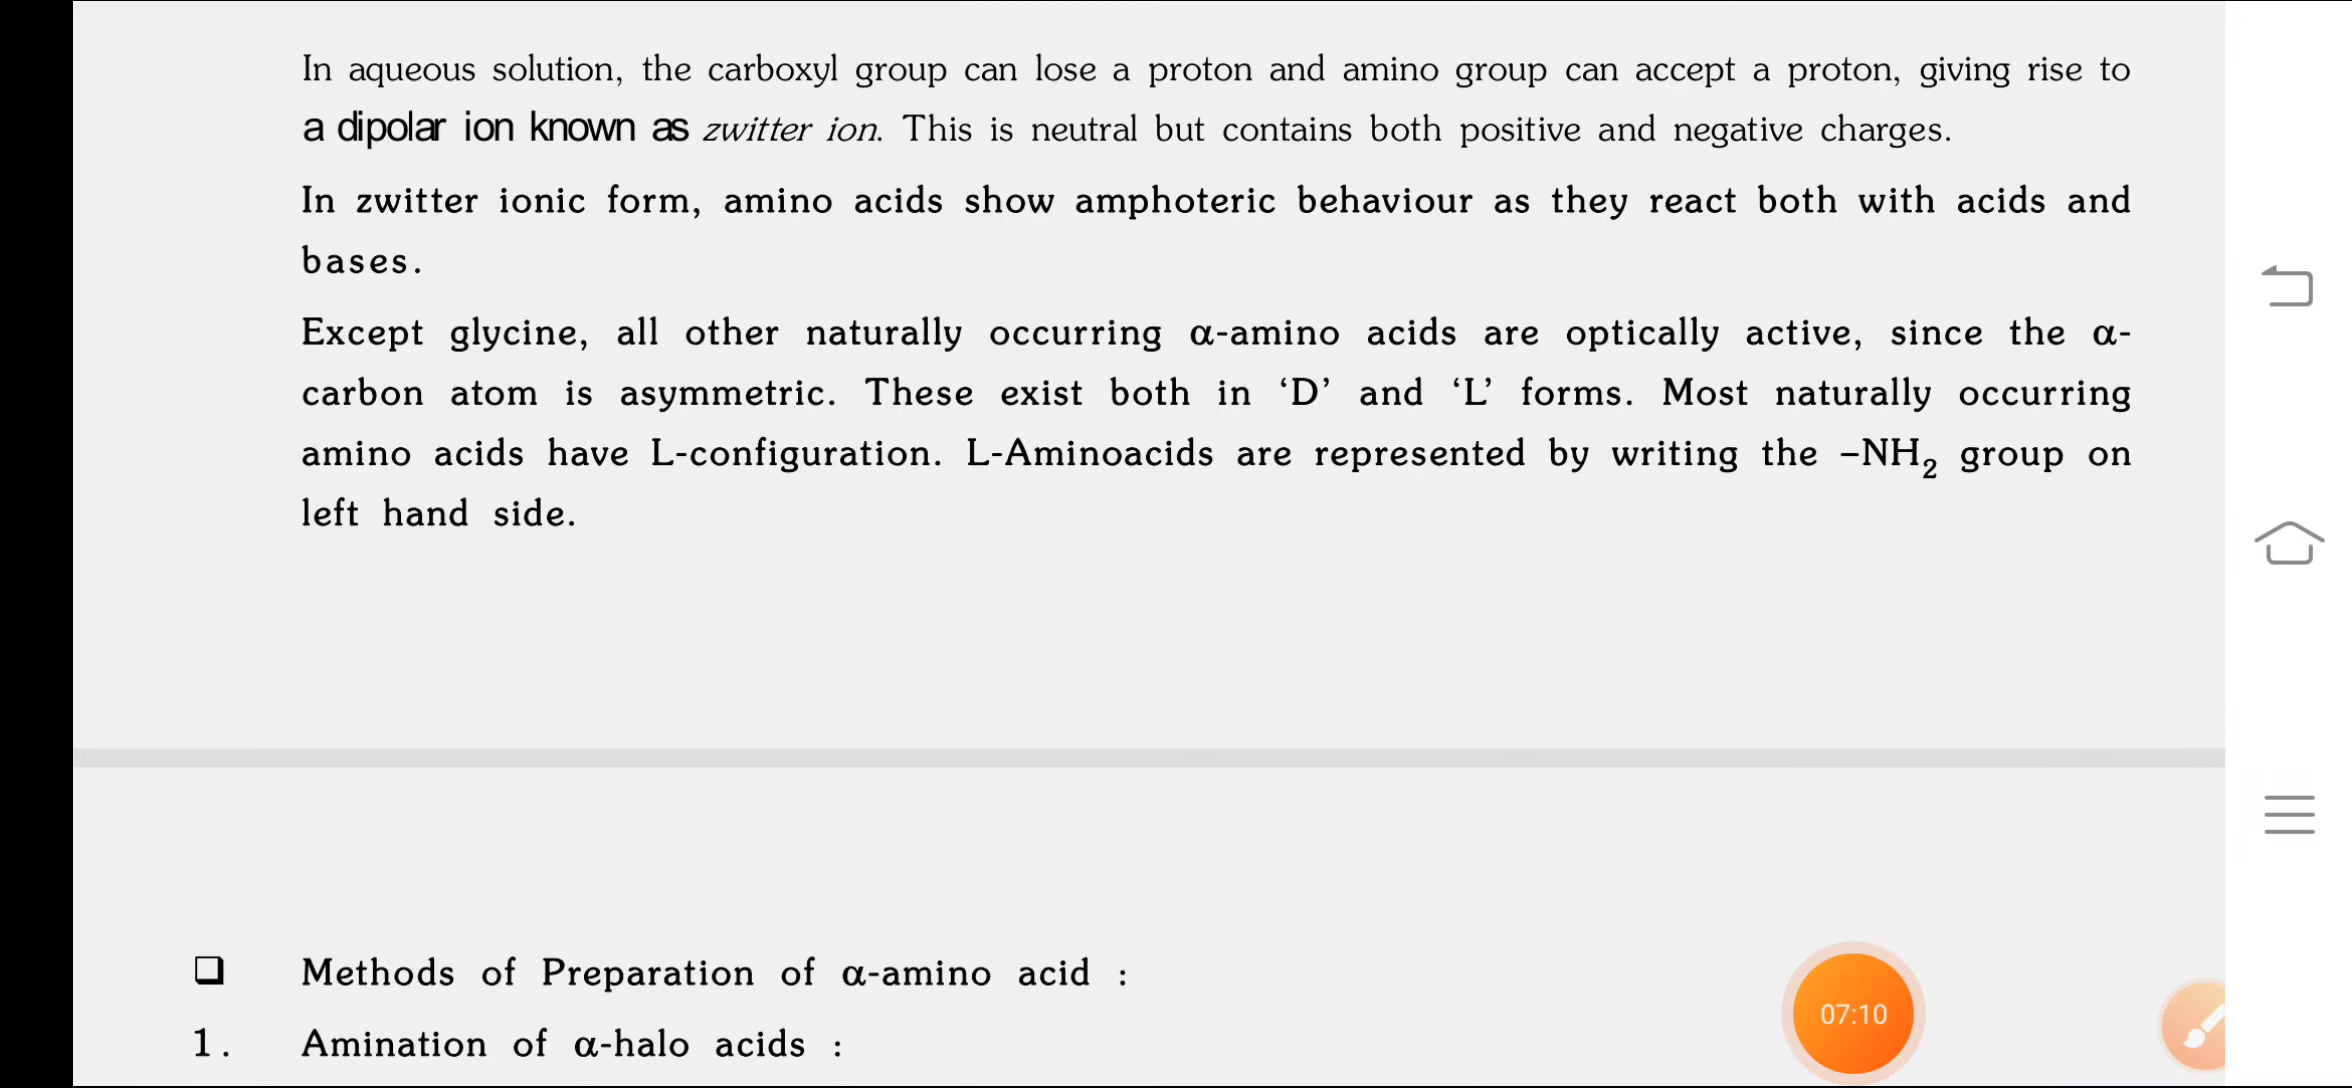 In aqueous solution, the carboxyl group can lose a proton and amino group can accept a proton, giving rise to
a dipolar ion known as zwitter ion. This is neutral but contains both positive and negative charges.
In zwitter ionic form, amino acids show amphoteric behaviour as they react both with acids and
bases.
Except glycine, all other naturally occurring α-amino acids are optically active, since the α-
carbon atom is asymmetric. These exist both in ‘D’ and ‘L’ forms. Most naturally occurring
amino acids have L-configuration. L-Aminoacids are represented by writing the –NH₂ group on
left hand side.
❑ Methods of Preparation of α-amino acid :
1. Amination of α-halo acids :
07:10